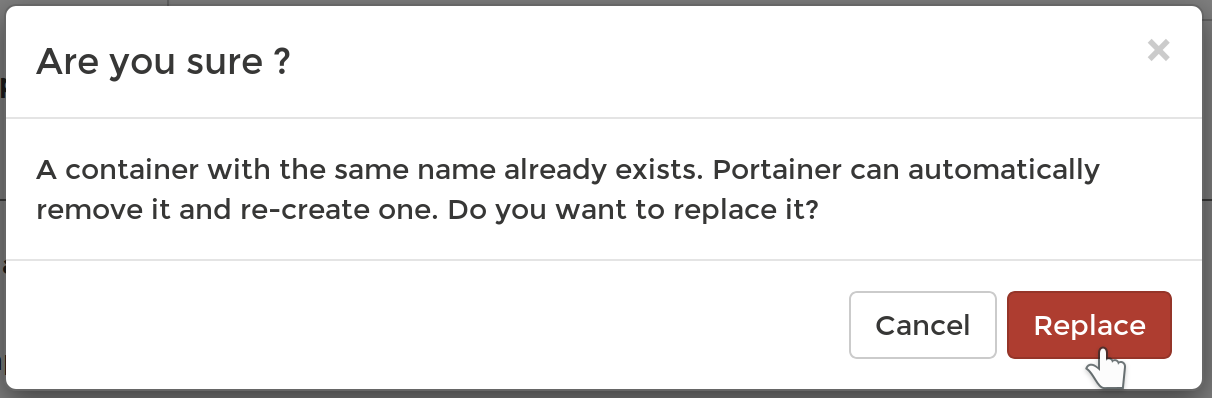 Are you sure ?
×
A container with the same name already exists. Portainer can automatically
remove it and re-create one. Do you want to replace it?
Cancel
Replace